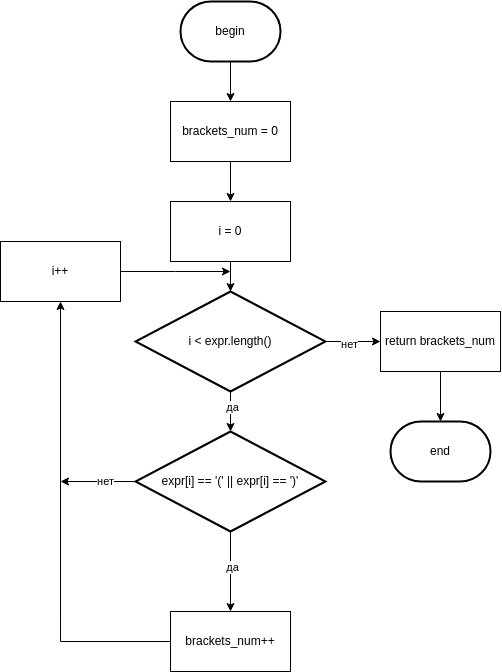 begin
brackets_num = 0
i = 0
i++
i < expr.length()
нет
return brackets_num
да
end
expr[i] == '(' || expr[i] == ')'
нет
да
brackets_num++